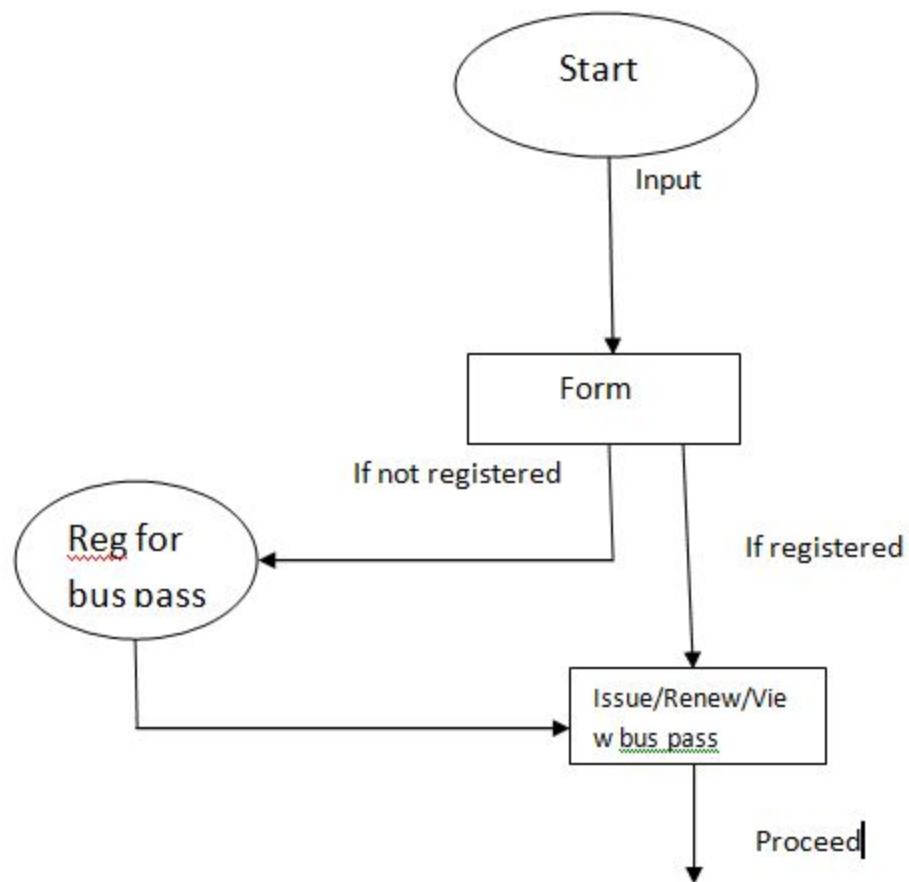 Start
Input
Form
If not registered
Reg for
bus pass
If registered
Issue/Renew/Vie
w bus pass
Proceed